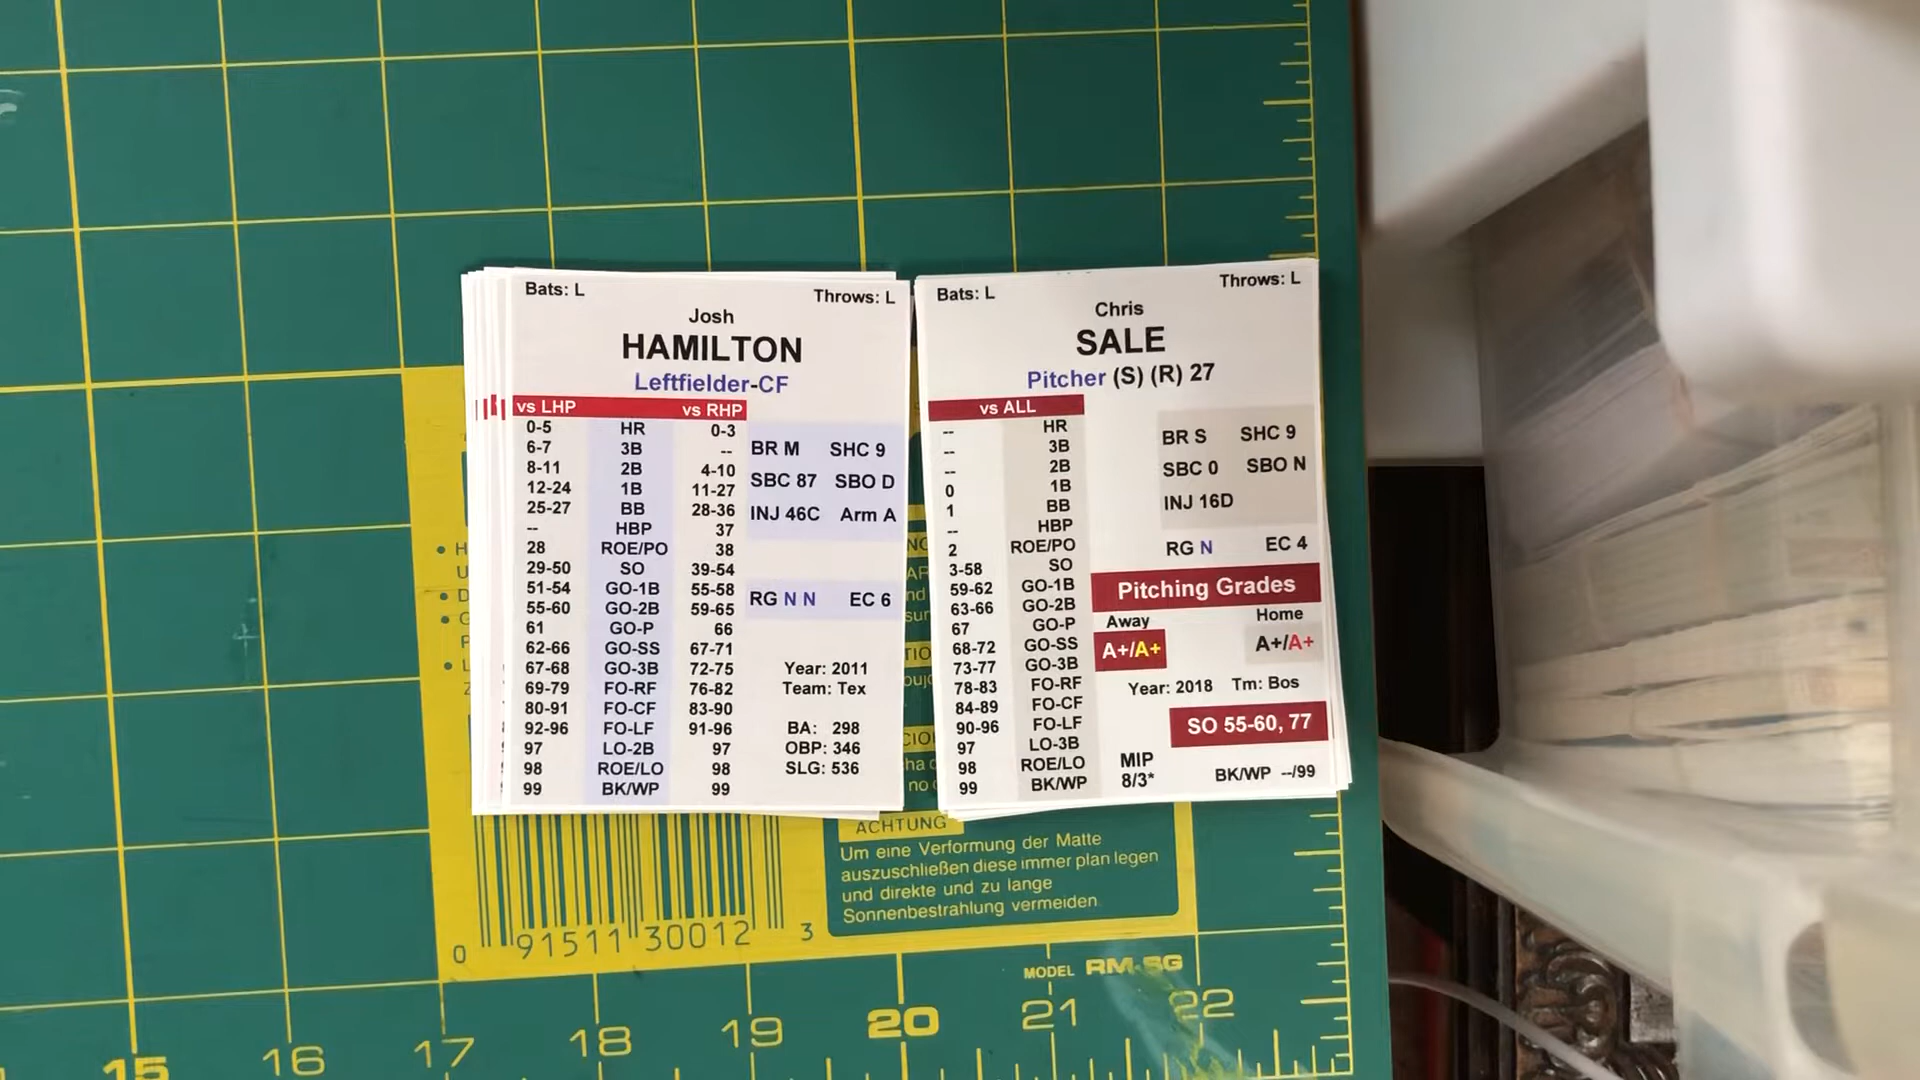 Bats: L
Throws: L
Josh
HAMILTON
Leftfielder-CF
vs LHP vs RHP
0-5 HR 0-3
6-7 3B --
8-11 2B 4-10
12-24 1B 11-27
25-27 BB 28-36
-- HBP 37
28 ROE/PO 38
29-50 SO 39-54
51-54 GO-1B 55-58
55-60 GO-2B 59-65
61 GO-P 66
62-66 GO-SS 67-71
67-68 GO-3B 72-75
69-79 FO-RF 76-82
80-91 FO-CF 83-90
92-96 FO-LF 91-96
97 LO-2B 97
98 ROE/LO 98
99 BK/WP 99
BR M SHC 9
SBC 87 SBO D
INJ 46C Arm A
RG N N EC 6
Year: 2011
Team: Tex
BA: 298
OBP: 346
SLG: 536
Bats: L
Throws: L
Chris
SALE
Pitcher (S) (R) 27
vs ALL
-- HR
-- 3B
-- 2B
0 1B
1 BB
-- HBP
2 ROE/PO
3-58 SO
59-62 GO-1B
63-66 GO-2B
67 GO-P
68-72 GO-SS
73-77 GO-3B
78-83 FO-RF
84-89 FO-CF
90-96 FO-LF
97 LO-3B
98 ROE/LO
99 BK/WP
BR S SHC 9
SBC 0 SBO N
INJ 16D
RG N EC 4
Pitching Grades
Away Home
A+/A+ A+/A+
Year: 2018 Tm: Bos
SO 55-60, 77
MIP
8/3*
BK/WP --/99
ACHTUNG
Um eine Verformung der Matte
auszuschließen diese immer plan legen
und direkte und zu lange
Sonnenbestrahlung vermeiden
0 91511 30012 3
MODEL RM-SG
15 16 17 18 19 20 21 22